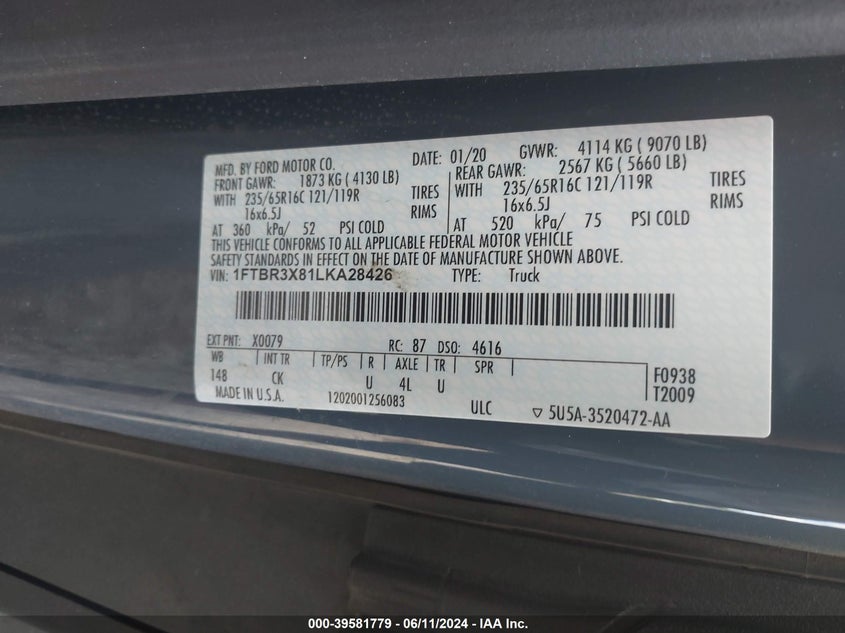 MFD. BY FORD MOTOR CO. DATE: 01/20 GVWR: 4114 KG ( 9070 LB)
FRONT GAWR: 1873 KG ( 4130 LB) REAR GAWR: 2567 KG ( 5660 LB)
WITH 235/65R16C 121/119R TIRES WITH 235/65R16C 121/119R TIRES
16x6.5J RIMS 16x6.5J RIMS
AT 360 kPa/ 52 PSI COLD AT 520 kPa/ 75 PSI COLD
THIS VEHICLE CONFORMS TO ALL APPLICABLE FEDERAL MOTOR VEHICLE
SAFETY STANDARDS IN EFFECT ON THE DATE OF MANUFACTURE SHOWN ABOVE.
VIN: 1FTBR3X81LKA28426 TYPE: Truck
EXT PNT: X0079 RC: 87 DSO: 4616
WB INT TR TP/PS R AXLE TR SPR F0938
148 CK U 4L U T2009
MADE IN U.S.A. 1202001256083 ULC ▽ 5U5A-3520472-AA
000-39581779 - 06/11/2024 - IAA Inc.